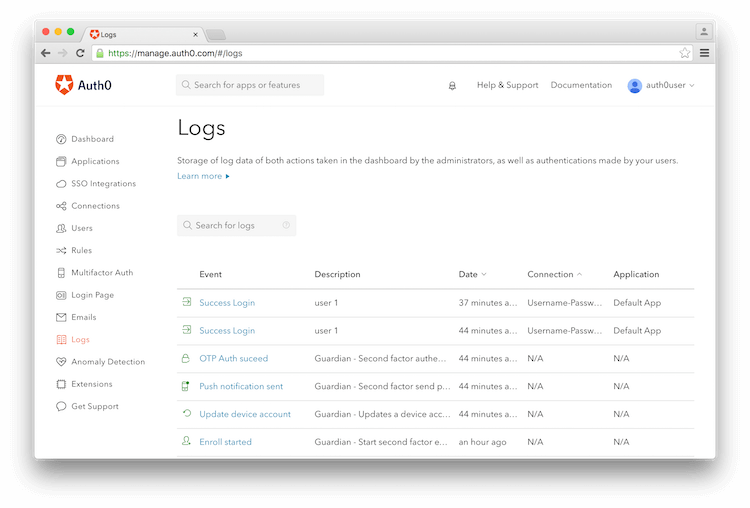 Logs
https://manage.auth0.com/#/logs
Auth0
Search for apps or features
Help & Support
Documentation
auth0user
Dashboard
Applications
SSO Integrations
Connections
Users
Rules
Multifactor Auth
Login Page
Emails
Logs
Anomaly Detection
Extensions
Get Support
Logs
Storage of log data of both actions taken in the dashboard by the administrators, as well as authentications made by your users.
Learn more
Search for logs
Event Description Date Connection Application
Success Login user 1 37 minutes a... Username-Passw... Default App
Success Login user 1 44 minutes a... Username-Passw... Default App
OTP Auth suceed Guardian - Second factor authe... 44 minutes a... N/A N/A
Push notification sent Guardian - Second factor send p... 44 minutes a... N/A N/A
Update device account Guardian - Updates a device acc... 44 minutes a... N/A N/A
Enroll started Guardian - Start second factor e... an hour ago N/A N/A